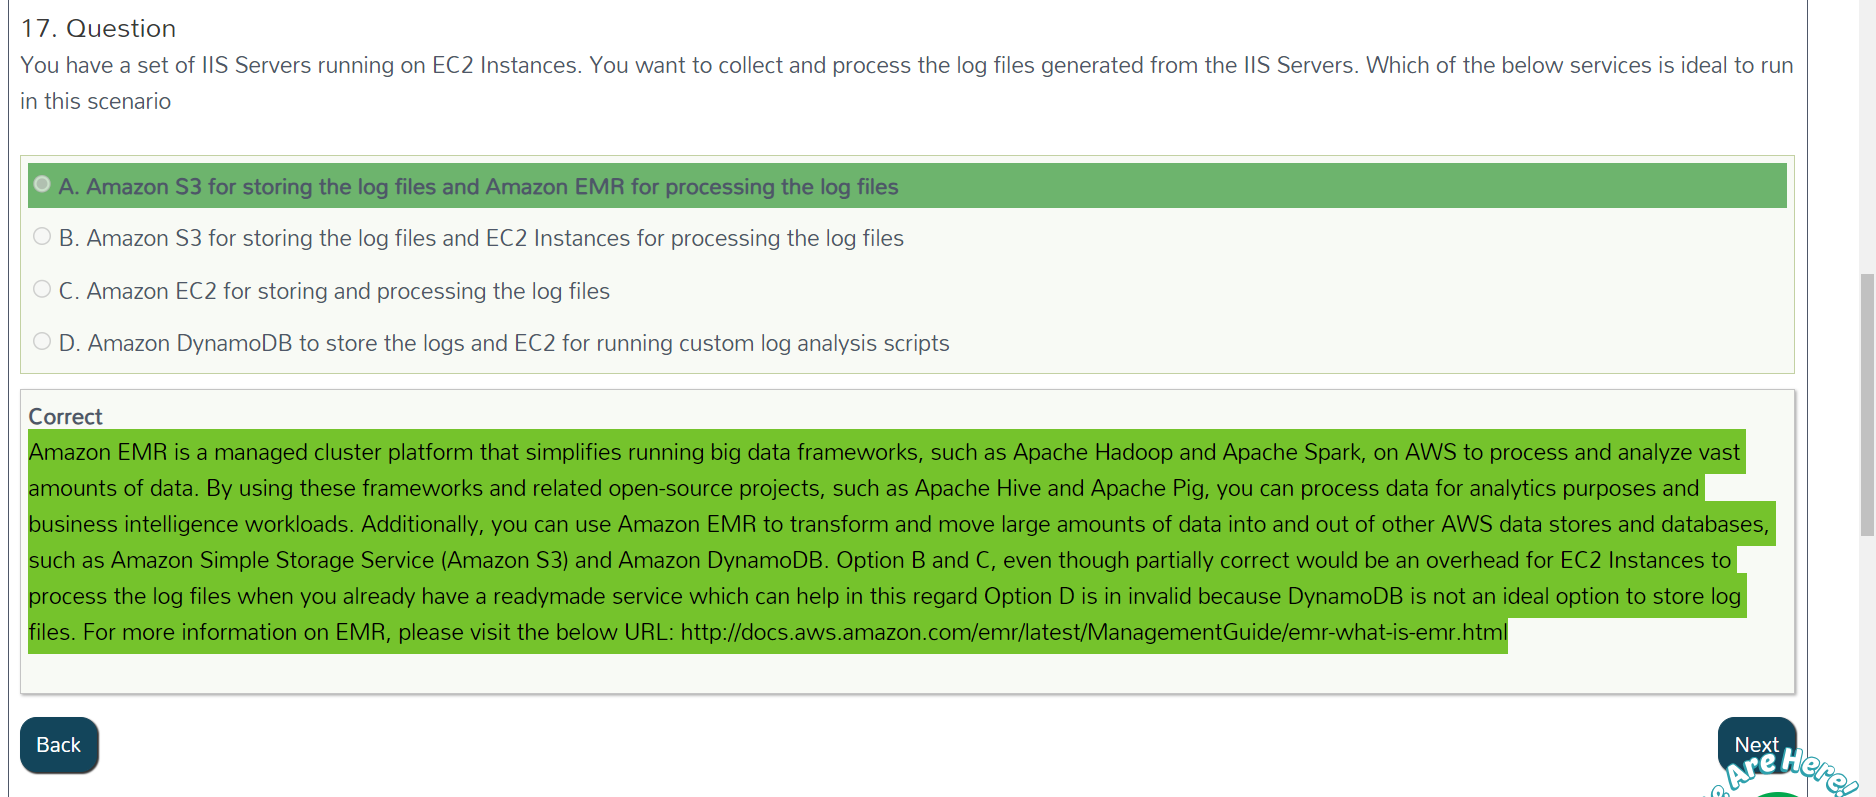 17. Question
You have a set of IIS Servers running on EC2 Instances. You want to collect and process the log files generated from the IIS Servers. Which of the below services is ideal to run
in this scenario
A. Amazon S3 for storing the log files and Amazon EMR for processing the log files
B. Amazon S3 for storing the log files and EC2 Instances for processing the log files
C. Amazon EC2 for storing and processing the log files
D. Amazon DynamoDB to store the logs and EC2 for running custom log analysis scripts
Correct
Amazon EMR is a managed cluster platform that simplifies running big data frameworks, such as Apache Hadoop and Apache Spark, on AWS to process and analyze vast
amounts of data. By using these frameworks and related open-source projects, such as Apache Hive and Apache Pig, you can process data for analytics purposes and
business intelligence workloads. Additionally, you can use Amazon EMR to transform and move large amounts of data into and out of other AWS data stores and databases,
such as Amazon Simple Storage Service (Amazon S3) and Amazon DynamoDB. Option B and C, even though partially correct would be an overhead for EC2 Instances to
process the log files when you already have a readymade service which can help in this regard Option D is in invalid because DynamoDB is not an ideal option to store log
files. For more information on EMR, please visit the below URL: http://docs.aws.amazon.com/emr/latest/ManagementGuide/emr-what-is-emr.html
Back
Next
Are Here!